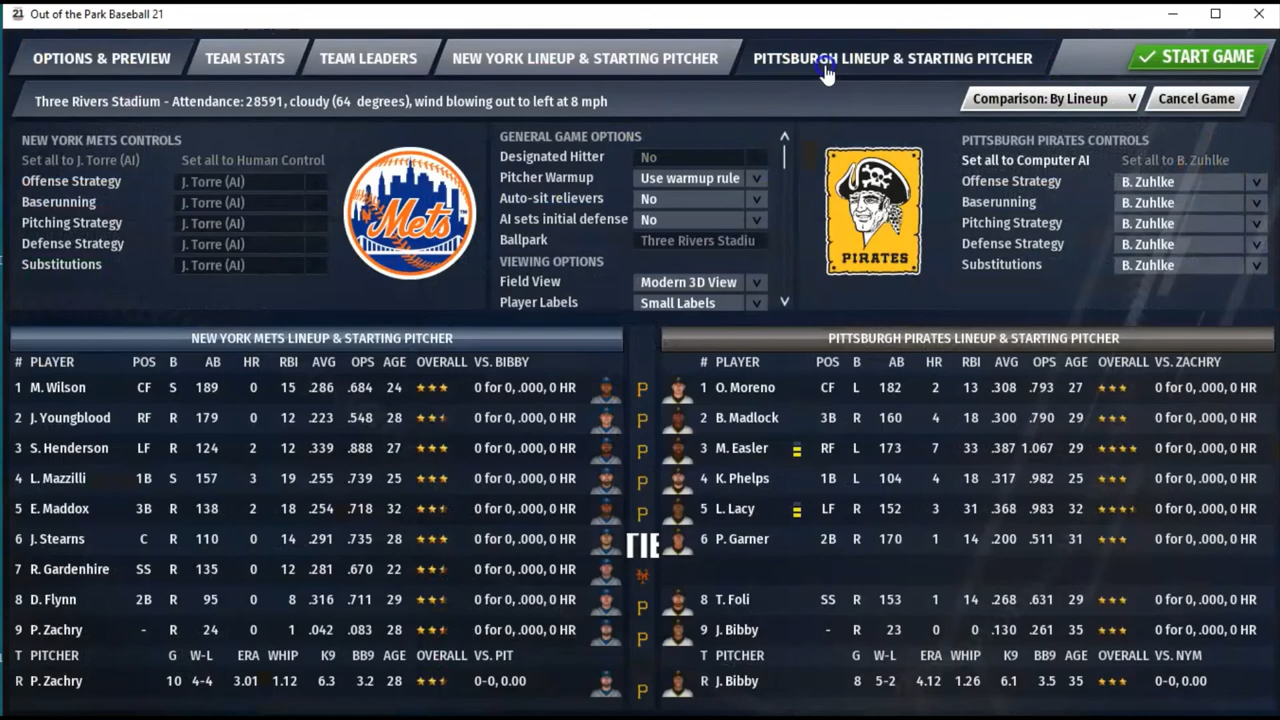 21 Out of the Park Baseball 21
OPTIONS & PREVIEW TEAM STATS TEAM LEADERS NEW YORK LINEUP & STARTING PITCHER PITTSBURGH LINEUP & STARTING PITCHER START GAME
Three Rivers Stadium - Attendance: 28591, cloudy (64 degrees), wind blowing out to left at 8 mph Comparison: By Lineup Cancel Game
NEW YORK METS CONTROLS
Set all to J. Torre (AI) Set all to Human Control
Offense Strategy J. Torre (AI)
Baserunning J. Torre (AI)
Pitching Strategy J. Torre (AI)
Defense Strategy J. Torre (AI)
Substitutions J. Torre (AI)
Mets
GENERAL GAME OPTIONS
Designated Hitter No
Pitcher Warmup Use warmup rule
Auto-sit relievers No
AI sets initial defense No
Ballpark Three Rivers Stadiu
VIEWING OPTIONS
Field View Modern 3D View
Player Labels Small Labels
PIRATES
PITTSBURGH PIRATES CONTROLS
Set all to Computer AI Set all to B. Zuhlke
Offense Strategy B. Zuhlke
Baserunning B. Zuhlke
Pitching Strategy B. Zuhlke
Defense Strategy B. Zuhlke
Substitutions B. Zuhlke
NEW YORK METS LINEUP & STARTING PITCHER
# PLAYER POS B AB HR RBI AVG OPS AGE OVERALL VS. BIBBY
1 M. Wilson CF S 189 0 15 .286 .684 24 0 for 0, .000, 0 HR
2 J. Youngblood RF R 179 0 12 .223 .548 28 0 for 0, .000, 0 HR
3 S. Henderson LF R 124 2 12 .339 .888 27 0 for 0, .000, 0 HR
4 L. Mazzilli 1B S 157 3 19 .255 .739 25 0 for 0, .000, 0 HR
5 E. Maddox 3B R 138 2 18 .254 .718 32 0 for 0, .000, 0 HR
6 J. Stearns C R 110 0 14 .291 .735 28 0 for 0, .000, 0 HR
7 R. Gardenhire SS R 135 0 12 .281 .670 22 0 for 0, .000, 0 HR
8 D. Flynn 2B R 95 0 8 .316 .711 29 0 for 0, .000, 0 HR
9 P. Zachry - R 24 0 1 .042 .083 28 0 for 0, .000, 0 HR
T PITCHER G W-L ERA WHIP K9 BB9 AGE OVERALL VS. PIT
R P. Zachry 10 4-4 3.01 1.12 6.3 3.2 28 0-0, 0.00
P
P
P
P
P
TIE
NY
P
P
P
PITTSBURGH PIRATES LINEUP & STARTING PITCHER
# PLAYER POS B AB HR RBI AVG OPS AGE OVERALL VS. ZACHRY
1 O. Moreno CF L 182 2 13 .308 .793 27 0 for 0, .000, 0 HR
2 B. Madlock 3B R 160 4 18 .300 .790 29 0 for 0, .000, 0 HR
3 M. Easler RF L 173 7 33 .387 1.067 29 0 for 0, .000, 0 HR
4 K. Phelps 1B L 104 4 18 .317 .982 25 0 for 0, .000, 0 HR
5 L. Lacy LF R 152 3 31 .368 .983 32 0 for 0, .000, 0 HR
6 P. Garner 2B R 170 1 14 .200 .511 31 0 for 0, .000, 0 HR
8 T. Foli SS R 153 1 14 .268 .631 29 0 for 0, .000, 0 HR
9 J. Bibby - R 23 0 0 .130 .261 35 0 for 0, .000, 0 HR
T PITCHER G W-L ERA WHIP K9 BB9 AGE OVERALL VS. NYM
R J. Bibby 8 5-2 4.12 1.26 6.1 3.5 35 0-0, 0.00